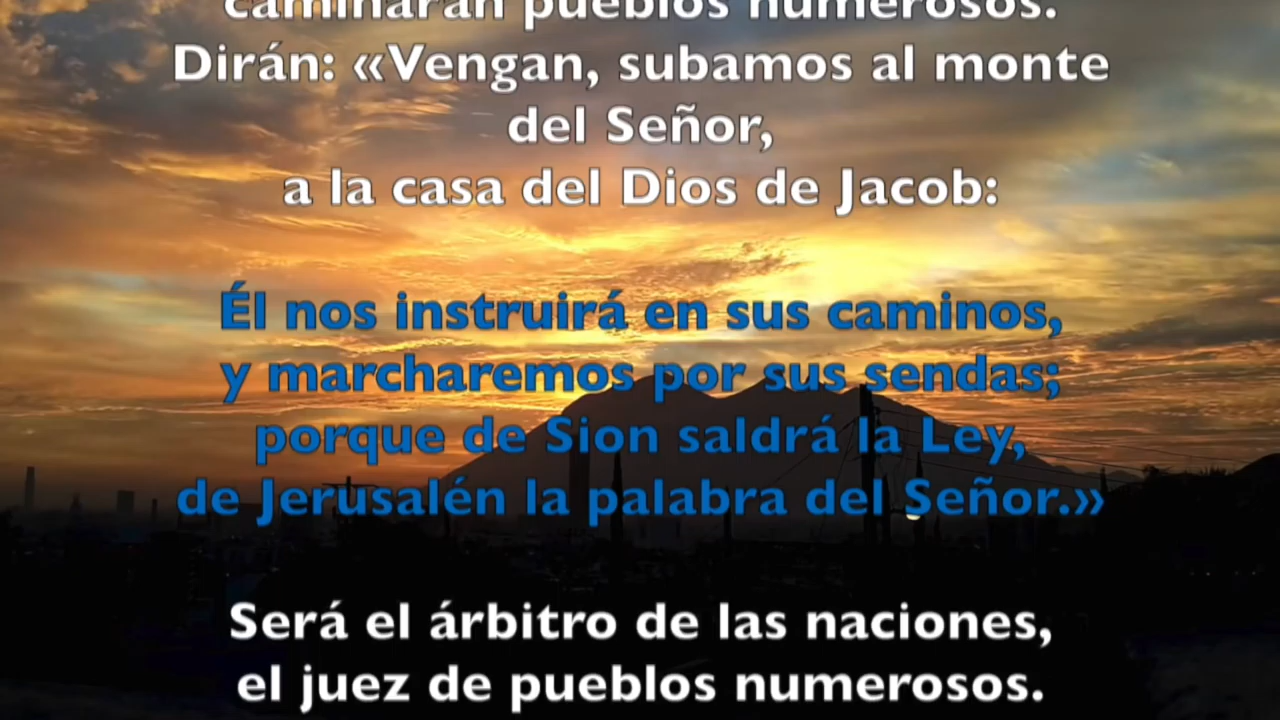 caminarán pueblos numerosos.
Dirán: «Vengan, subamos al monte
del Señor,
a la casa del Dios de Jacob:
Él nos instruirá en sus caminos,
y marcharemos por sus sendas;
porque de Sion saldrá la Ley,
de Jerusalén la palabra del Señor.»
Será el árbitro de las naciones,
el juez de pueblos numerosos.